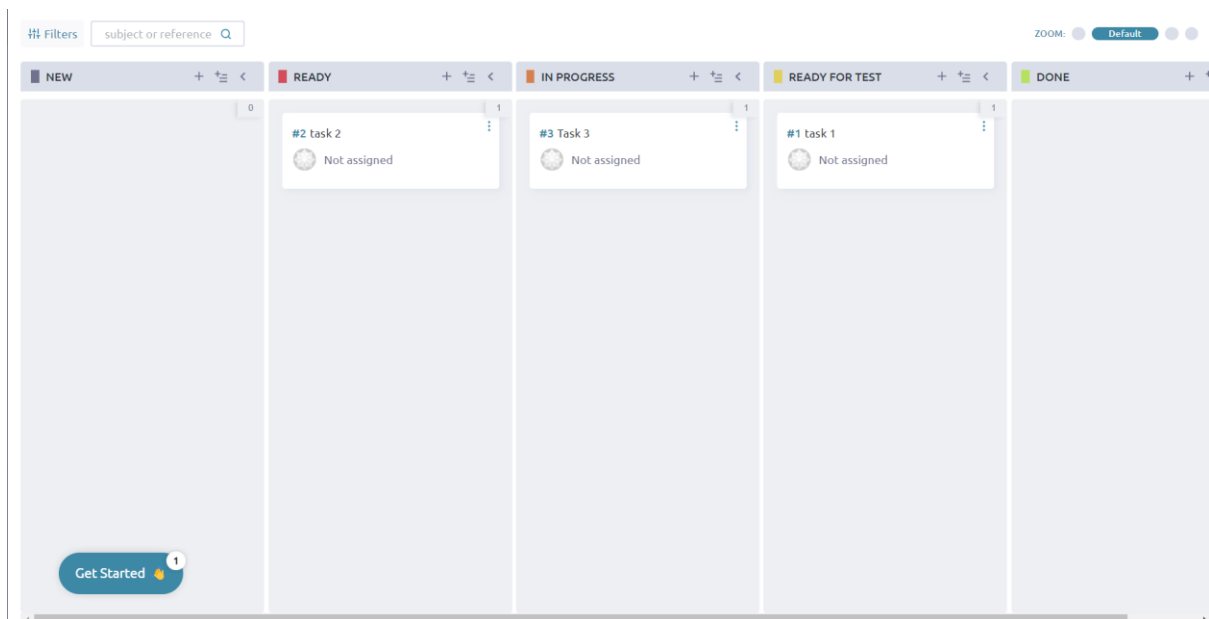 Filters
subject or reference
ZOOM:
Default
NEW
READY
IN PROGRESS
READY FOR TEST
DONE
0
1
1
1
#2 task 2
Not assigned
#3 Task 3
Not assigned
#1 task 1
Not assigned
Get Started 👋
1